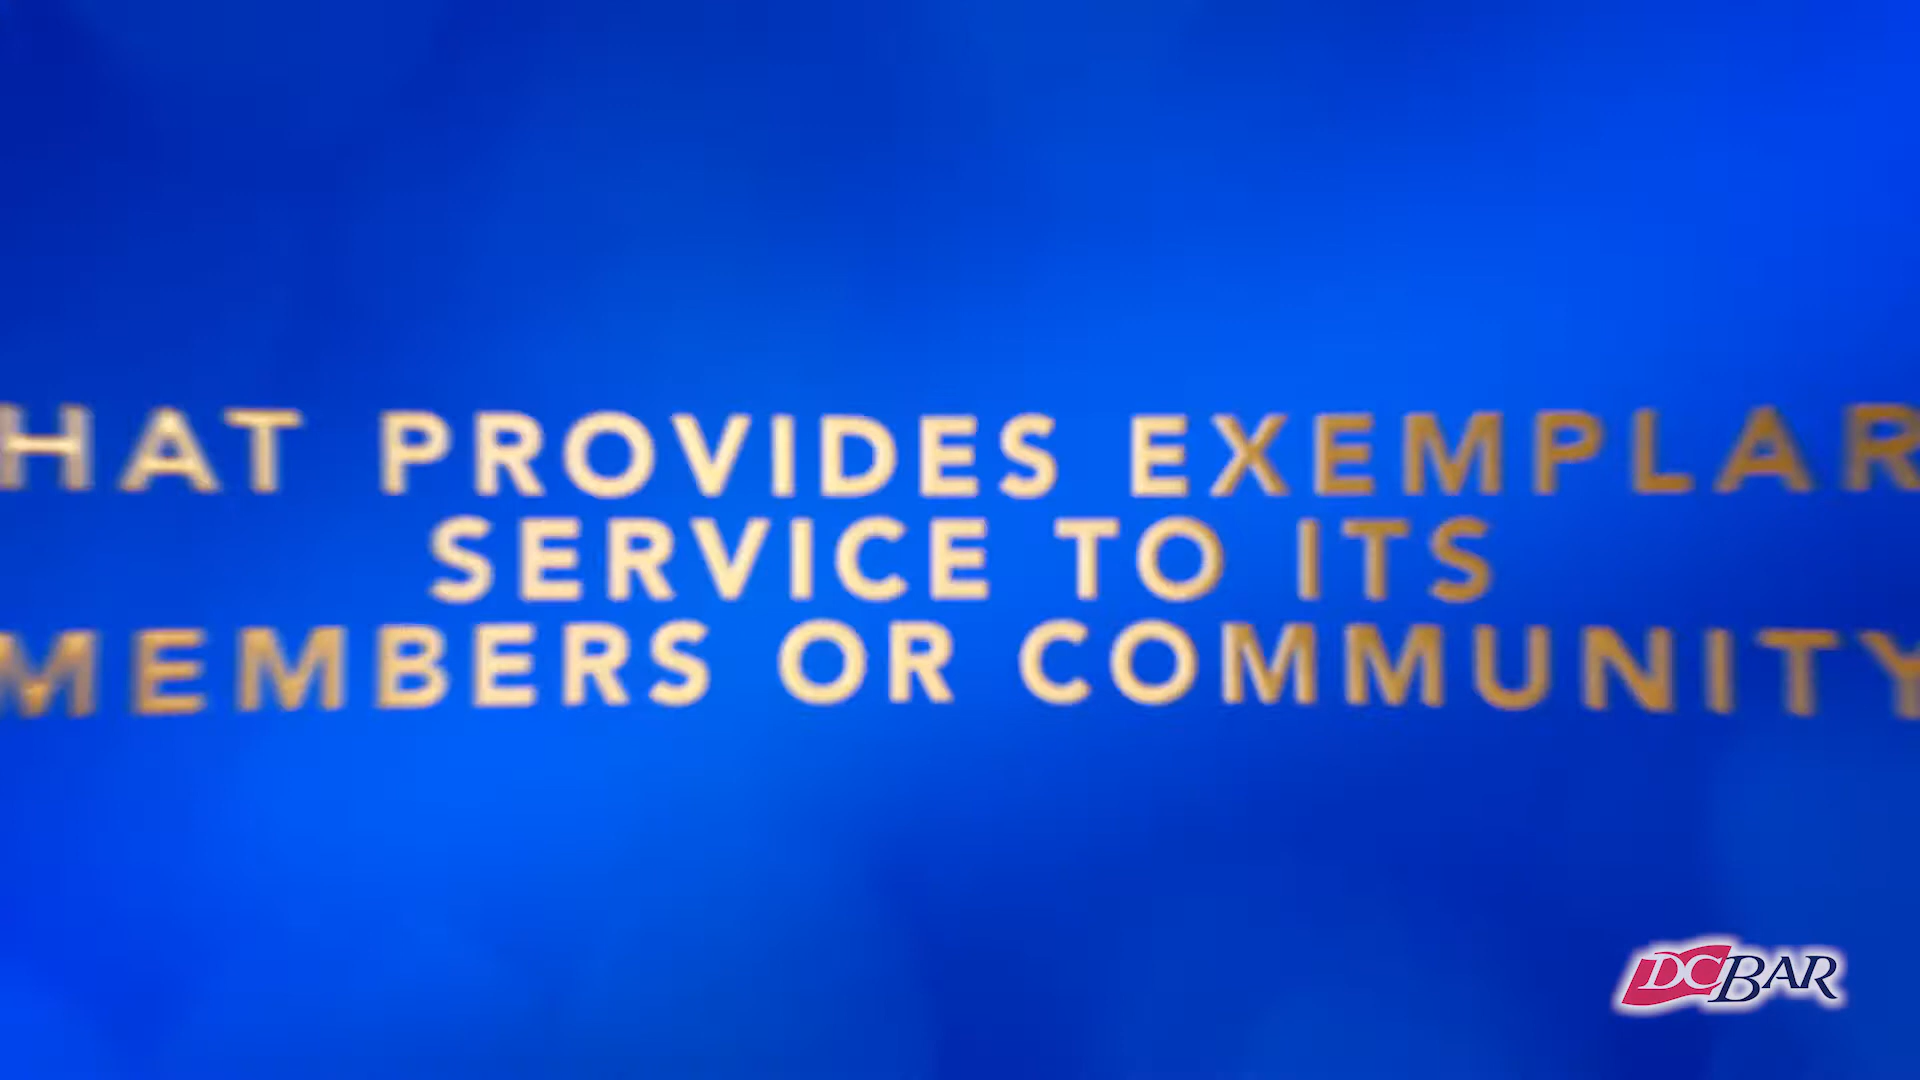 HAT PROVIDES EXEMPLAR
SERVICE TO ITS
MEMBERS OR COMMUNITY
DC BAR